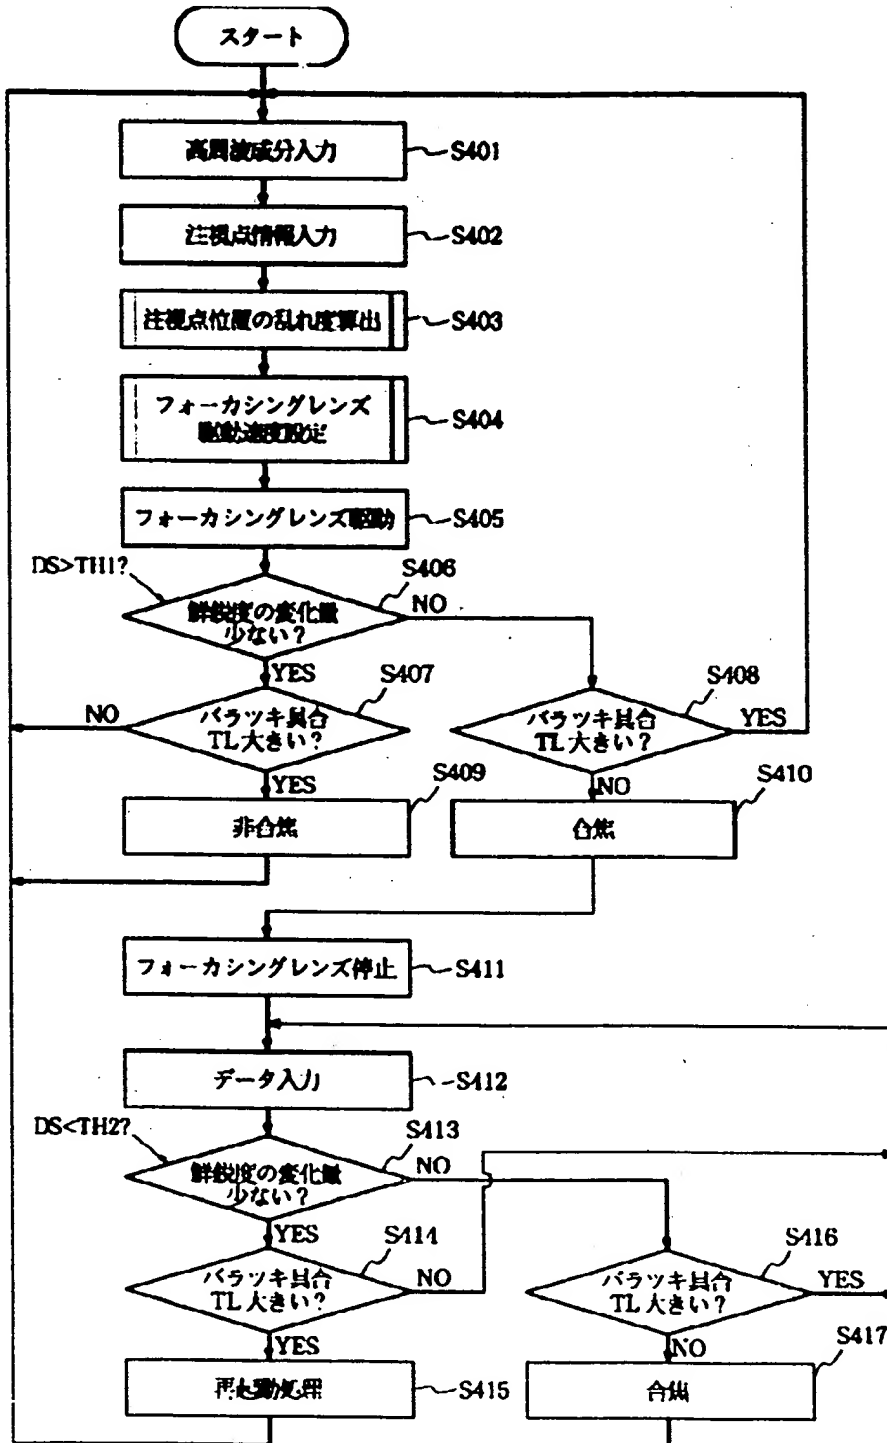 スタート
高周波成分入力
S401
注視点情報入力
S402
注視点位置の乱れ度算出
S403
フォーカシングレンズ
駆動速度設定
S404
フォーカシングレンズ駆動
S405
DS>TH1?
S406
鮮鋭度の変化量
少ない?
NO
YES
S407
S408
NO
バラツキ具合
TL大きい?
バラツキ具合
TL大きい?
YES
YES
S409
NO
S410
非合焦
合焦
フォーカシングレンズ停止
S411
データ入力
S412
DS<TH2?
S413
鮮鋭度の変化量
少ない?
NO
YES
S414
S416
バラツキ具合
TL大きい?
NO
バラツキ具合
TL大きい?
YES
YES
NO
S417
再起動処理
S415
合焦